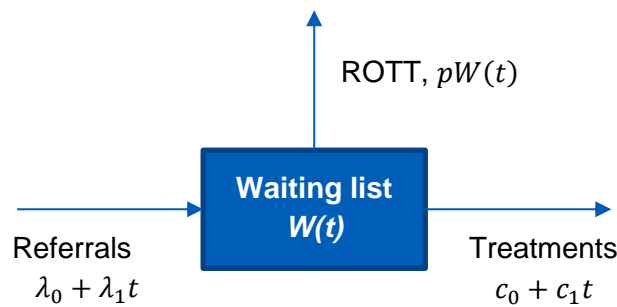 ROTT, 𝑝𝑊(𝑡)
Waiting list
W(t)
Referrals
𝜆₀ + 𝜆₁𝑡
Treatments
𝑐₀ + 𝑐₁𝑡